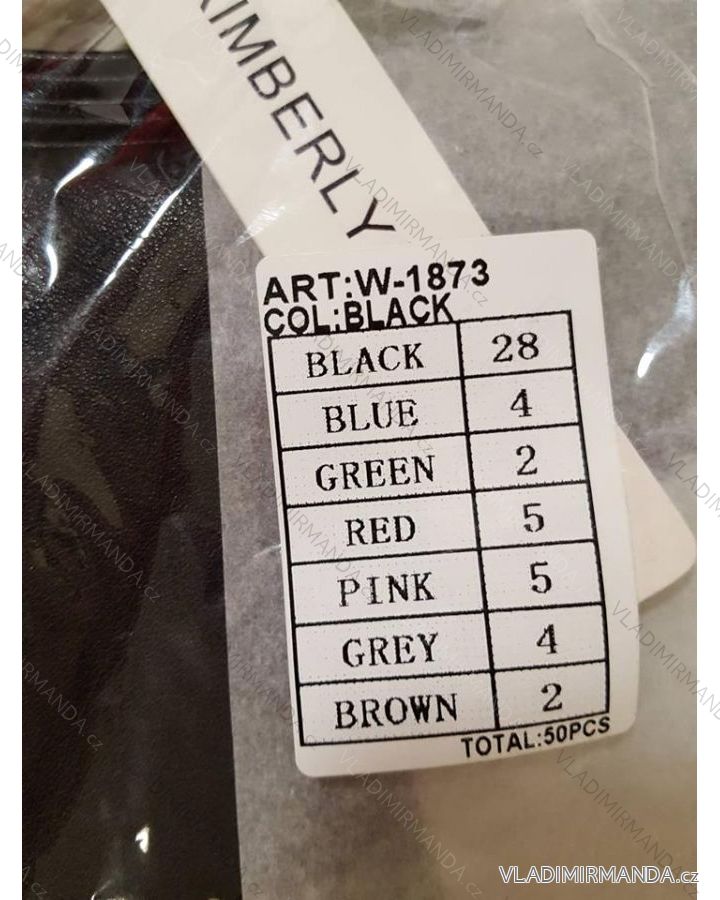 KIMBERLY
ART:W-1873
COL:BLACK
BLACK 28
BLUE 4
GREEN 2
RED 5
PINK 5
GREY 4
BROWN 2
TOTAL:50PCS
VLADIMIRMANDA.cz